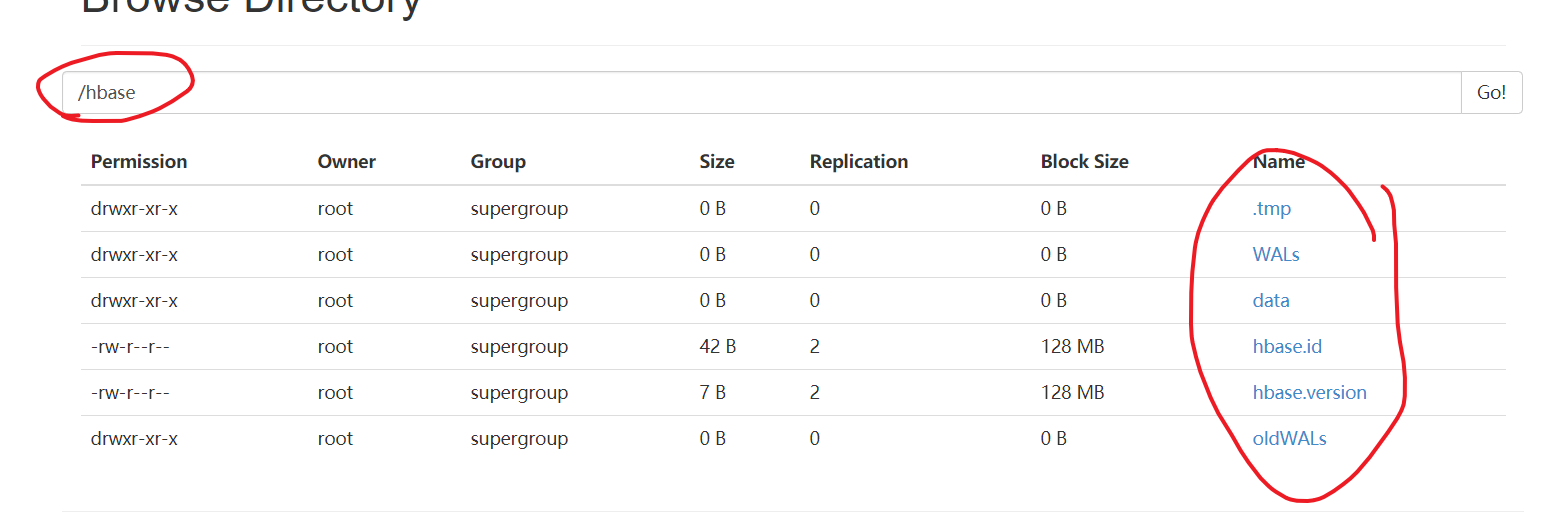 Browse Directory
/hbase Go!
Permission Owner Group Size Replication Block Size Name
drwxr-xr-x root supergroup 0 B 0 0 B .tmp
drwxr-xr-x root supergroup 0 B 0 0 B WALs
drwxr-xr-x root supergroup 0 B 0 0 B data
-rw-r--r-- root supergroup 42 B 2 128 MB hbase.id
-rw-r--r-- root supergroup 7 B 2 128 MB hbase.version
drwxr-xr-x root supergroup 0 B 0 0 B oldWALs